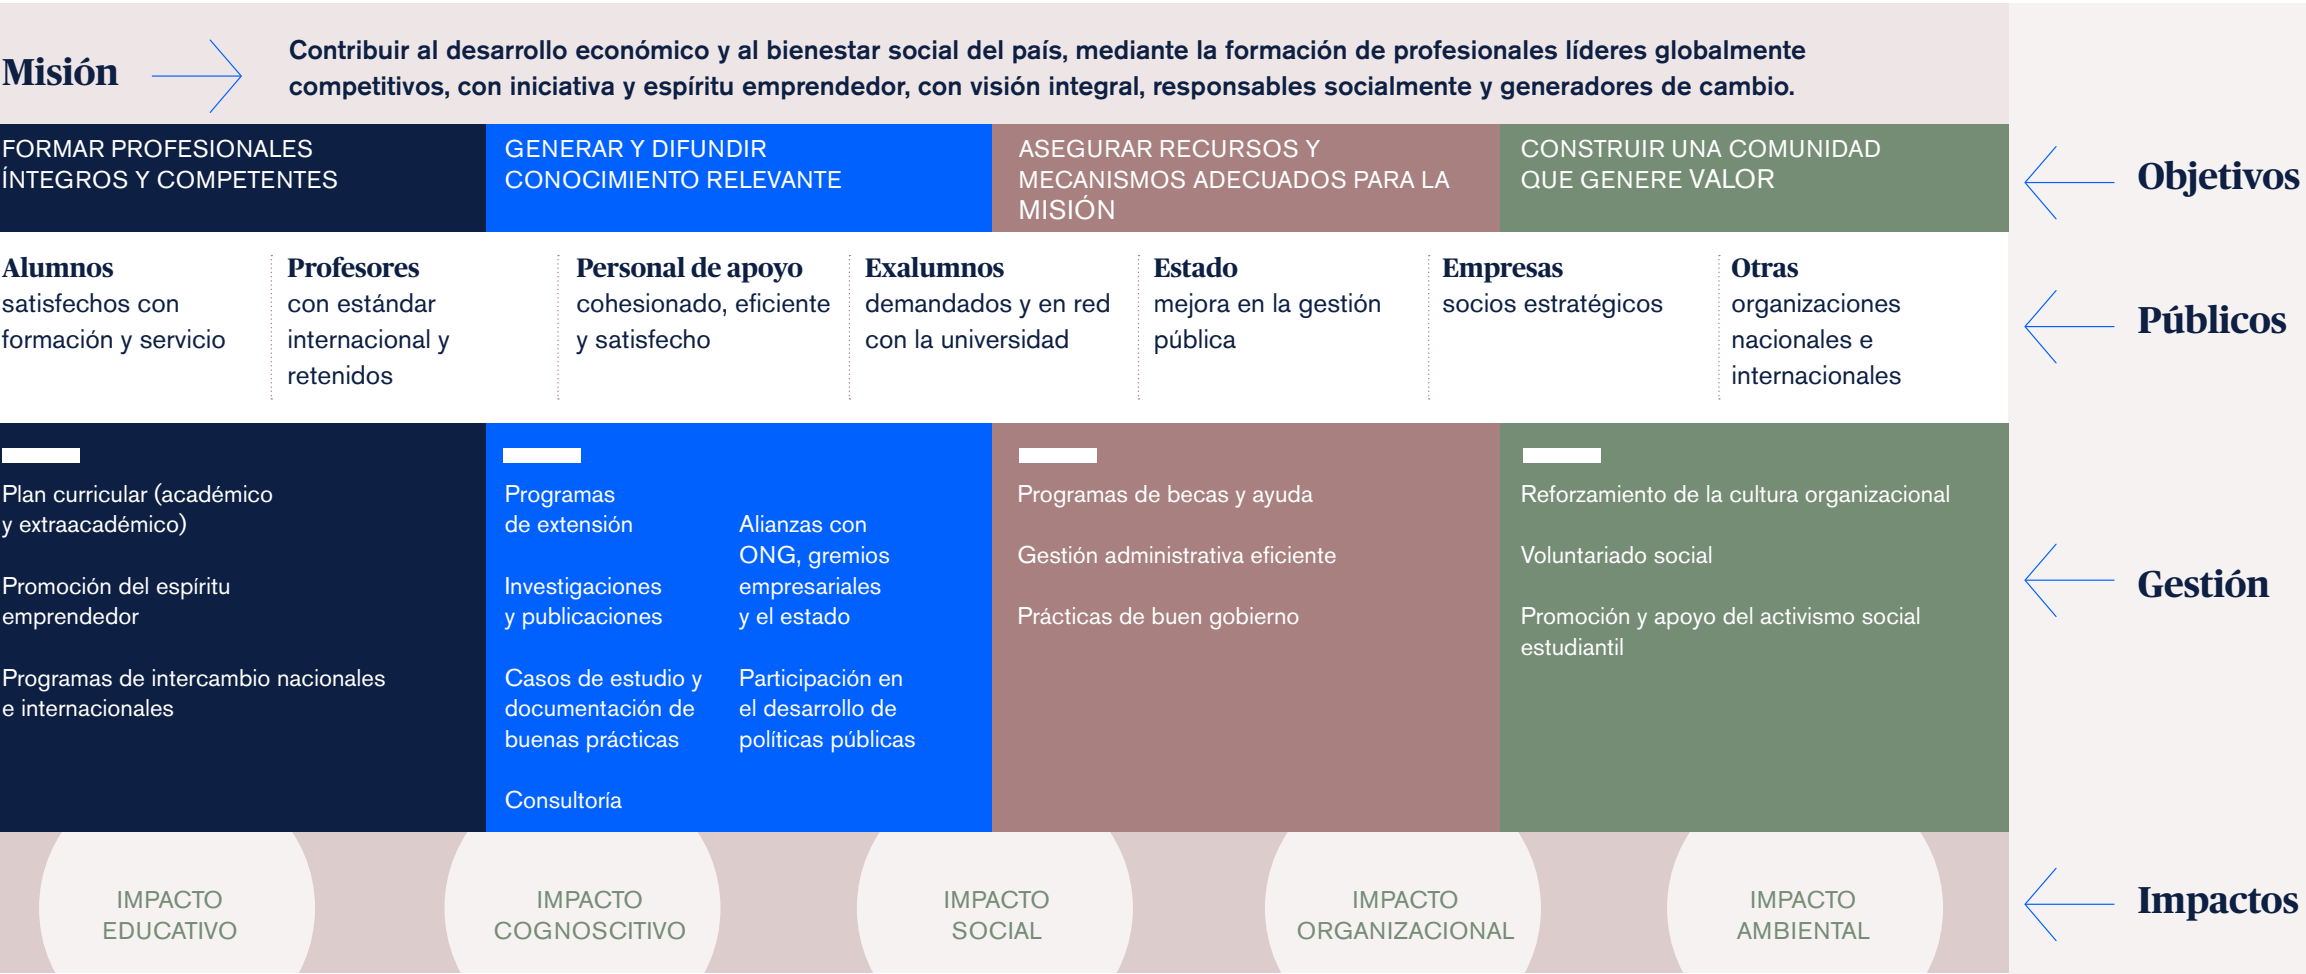 Misión
Contribuir al desarrollo económico y al bienestar social del país, mediante la formación de profesionales líderes globalmente
competitivos, con iniciativa y espíritu emprendedor, con visión integral, responsables socialmente y generadores de cambio.
FORMAR PROFESIONALES
ÍNTEGROS Y COMPETENTES
GENERAR Y DIFUNDIR
CONOCIMIENTO RELEVANTE
ASEGURAR RECURSOS Y
MECANISMOS ADECUADOS PARA LA
MISIÓN
CONSTRUIR UNA COMUNIDAD
QUE GENERE VALOR
Objetivos
Alumnos
satisfechos con
formación y servicio
Profesores
con estándar
internacional y
retenidos
Personal de apoyo
cohesionado, eficiente
y satisfecho
Exalumnos
demandados y en red
con la universidad
Estado
mejora en la gestión
pública
Empresas
socios estratégicos
Otras
organizaciones
nacionales e
internacionales
Públicos
Plan curricular (académico
y extraacadémico)
Promoción del espíritu
emprendedor
Programas de intercambio nacionales
e internacionales
Programas
de extensión
Investigaciones
y publicaciones
Casos de estudio y
documentación de
buenas prácticas
Consultoría
Alianzas con
ONG, gremios
empresariales
y el estado
Participación en
el desarrollo de
políticas públicas
Programas de becas y ayuda
Gestión administrativa eficiente
Prácticas de buen gobierno
Reforzamiento de la cultura organizacional
Voluntariado social
Promoción y apoyo del activismo social
estudiantil
Gestión
IMPACTO
EDUCATIVO
IMPACTO
COGNOSCITIVO
IMPACTO
SOCIAL
IMPACTO
ORGANIZACIONAL
IMPACTO
AMBIENTAL
Impactos